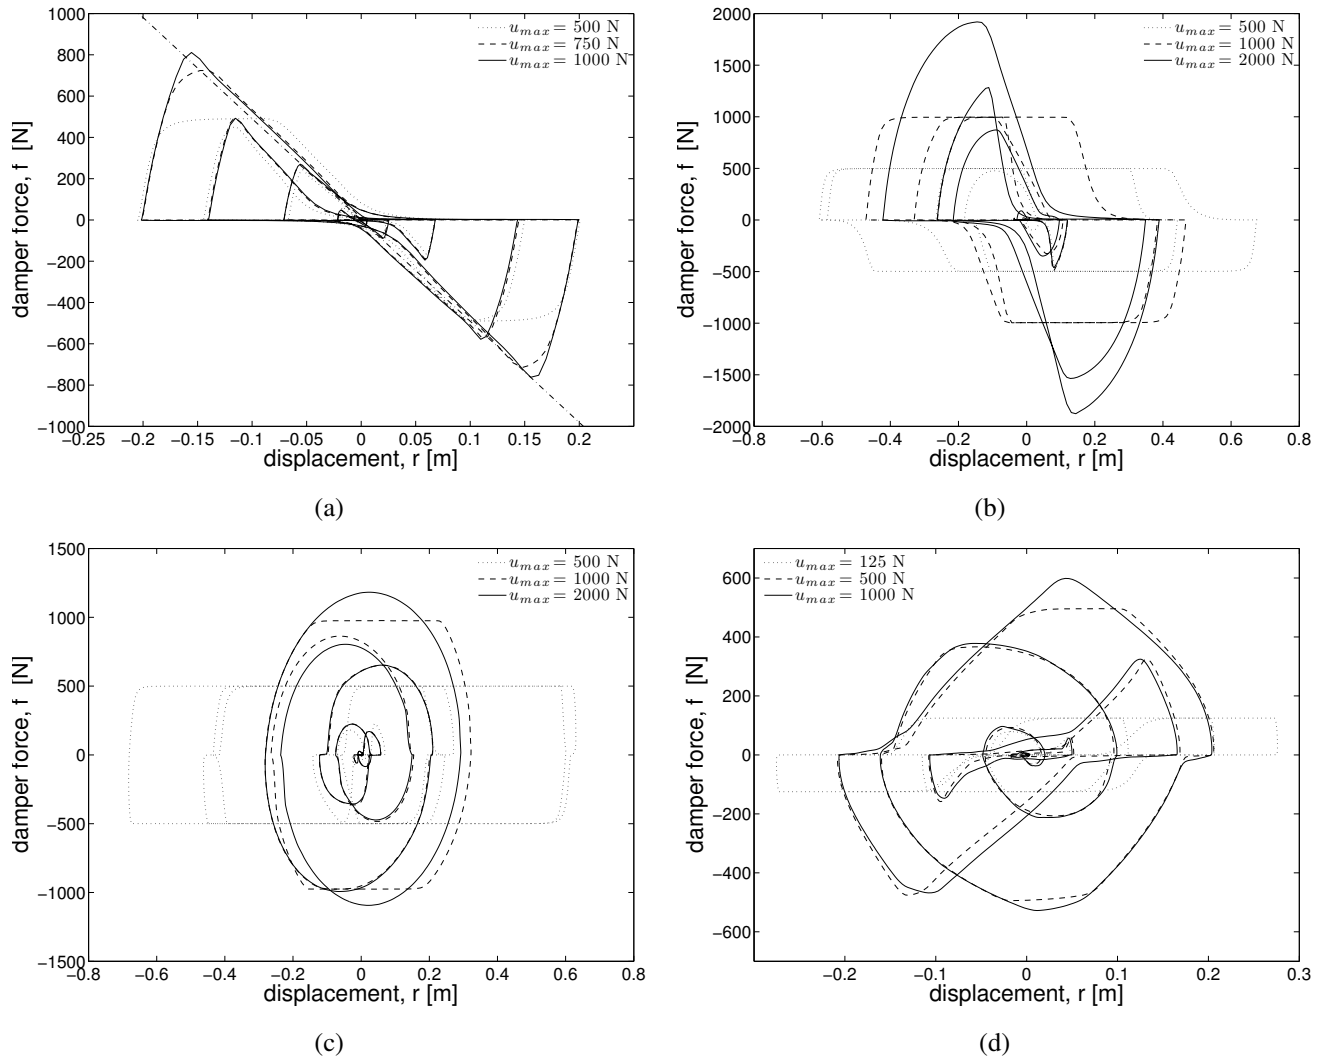 1000
800
600
400
200
0
−200
−400
−600
−800
−1000
−0.25 −0.2 −0.15 −0.1 −0.05 0 0.05 0.1 0.15 0.2
displacement, r [m]
damper force, f [N]
u_max = 500 N
u_max = 750 N
u_max = 1000 N
(a)
2000
1500
1000
500
0
−500
−1000
−1500
−2000
−0.8 −0.6 −0.4 −0.2 0 0.2 0.4 0.6 0.8
displacement, r [m]
damper force, f [N]
u_max = 500 N
u_max = 1000 N
u_max = 2000 N
(b)
1500
1000
500
0
−500
−1000
−1500
−0.8 −0.6 −0.4 −0.2 0 0.2 0.4 0.6 0.8
displacement, r [m]
damper force, f [N]
u_max = 500 N
u_max = 1000 N
u_max = 2000 N
(c)
600
400
200
0
−200
−400
−600
−0.2 −0.1 0 0.1 0.2 0.3
displacement, r [m]
damper force, f [N]
u_max = 125 N
u_max = 500 N
u_max = 1000 N
(d)